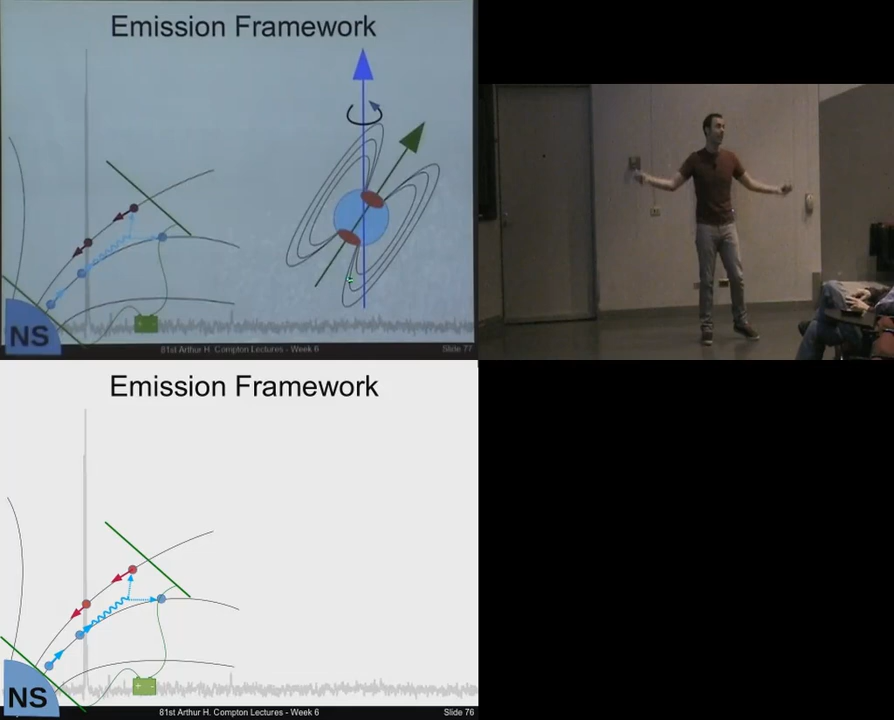 Emission Framework
NS
81st Arthur H. Compton Lectures - Week 6
Slide 77
Emission Framework
NS
81st Arthur H. Compton Lectures - Week 6
Slide 76